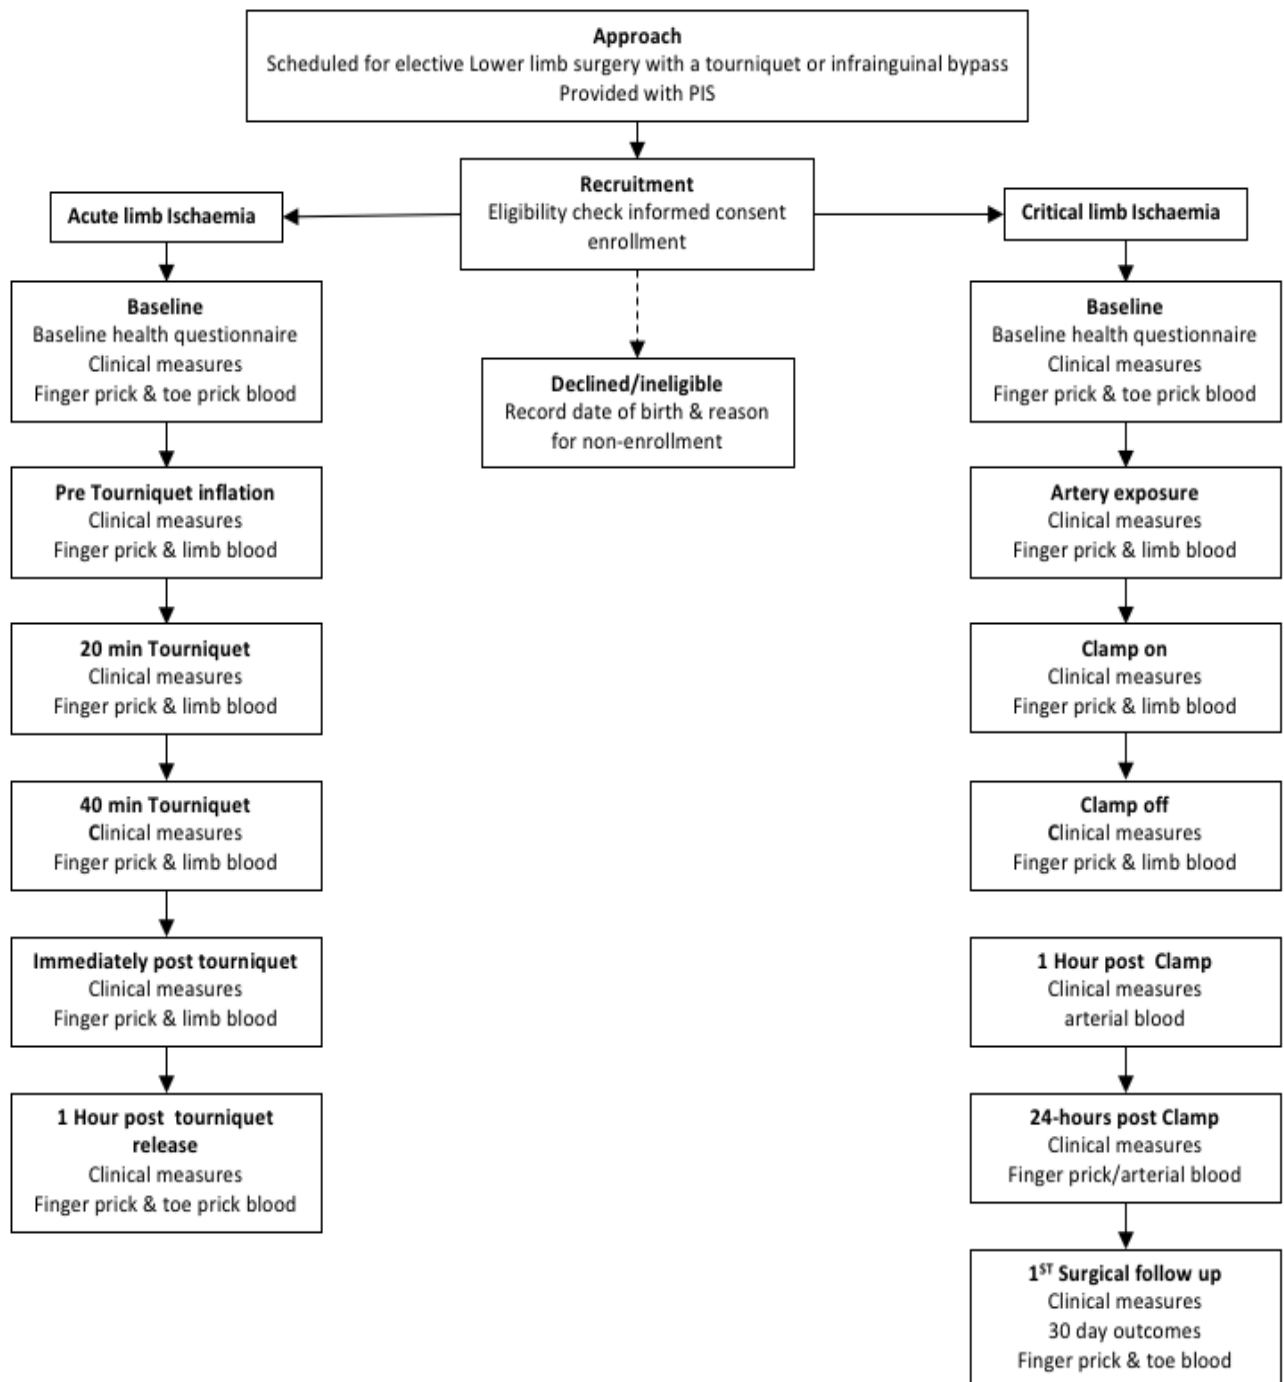 Approach
Scheduled for elective Lower limb surgery with a tourniquet or infrainguinal bypass
Provided with PIS
Recruitment
Eligibility check informed consent
enrollment
Acute limb Ischaemia
Critical limb Ischaemia
Declined/ineligible
Record date of birth & reason
for non-enrollment
Baseline
Baseline health questionnaire
Clinical measures
Finger prick & toe prick blood
Pre Tourniquet inflation
Clinical measures
Finger prick & limb blood
20 min Tourniquet
Clinical measures
Finger prick & limb blood
40 min Tourniquet
Clinical measures
Finger prick & limb blood
Immediately post tourniquet
Clinical measures
Finger prick & limb blood
1 Hour post tourniquet
release
Clinical measures
Finger prick & toe prick blood
Baseline
Baseline health questionnaire
Clinical measures
Finger prick & toe prick blood
Artery exposure
Clinical measures
Finger prick & limb blood
Clamp on
Clinical measures
Finger prick & limb blood
Clamp off
Clinical measures
Finger prick & limb blood
1 Hour post Clamp
Clinical measures
arterial blood
24-hours post Clamp
Clinical measures
Finger prick/arterial blood
1ST Surgical follow up
Clinical measures
30 day outcomes
Finger prick & toe blood